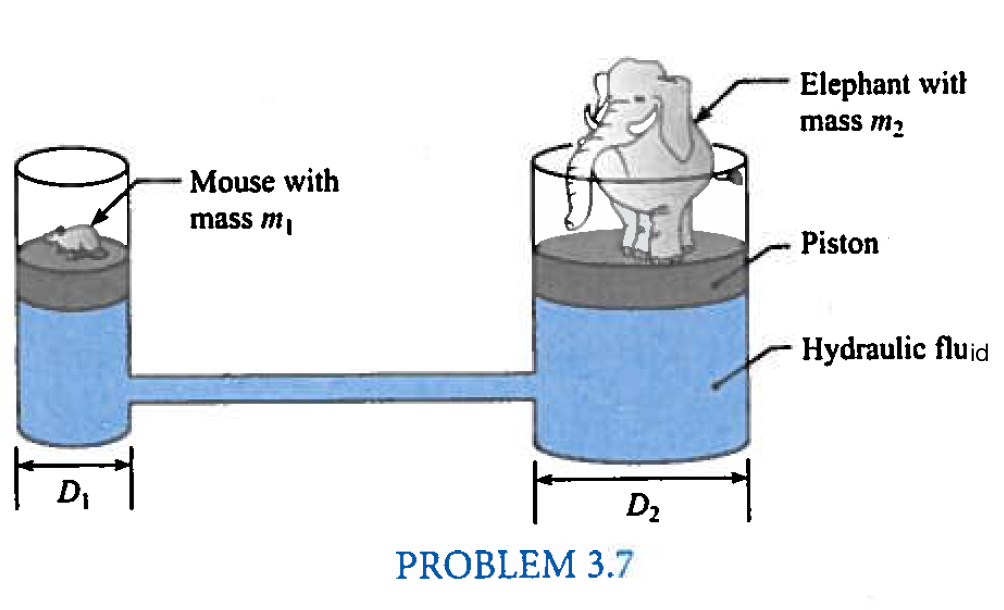 Elephant with
mass m₂
Mouse with
mass m₁
Piston
Hydraulic fluid
D₁
D₂
PROBLEM 3.7